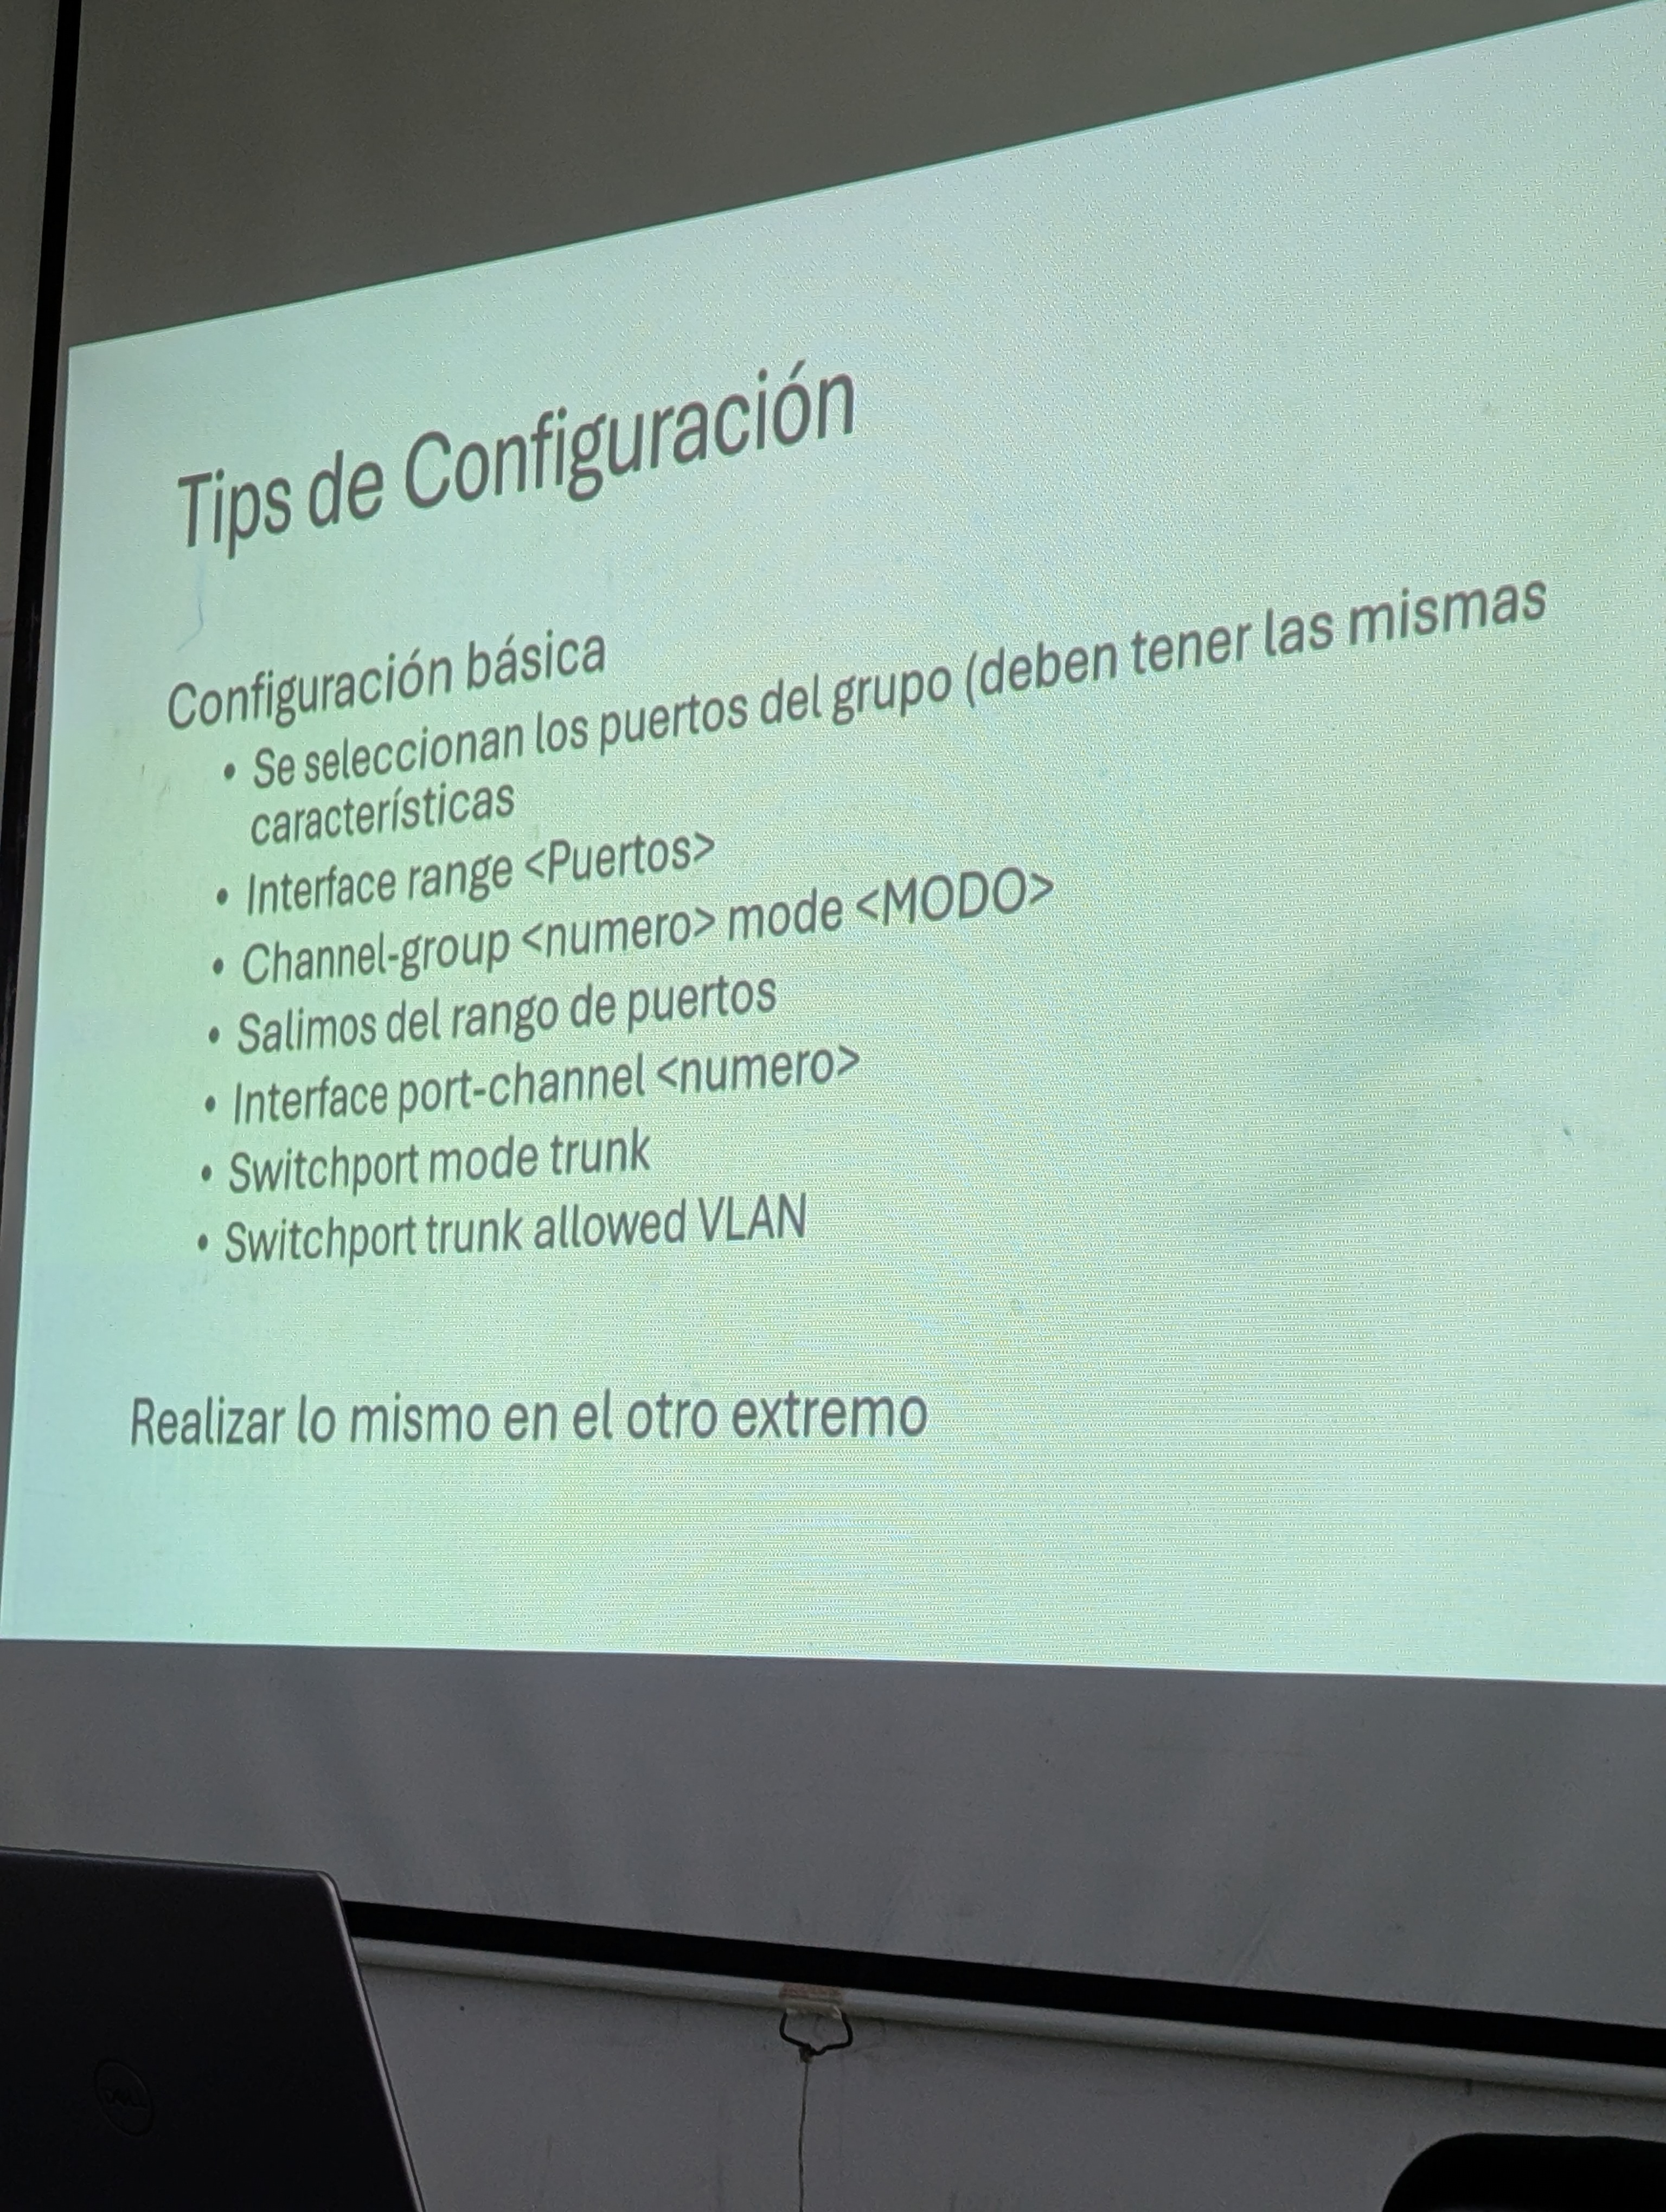 Tips de Configuración
Configuración básica
• Se seleccionan los puertos del grupo (deben tener las mismas
características
• Interface range <Puertos>
• Channel-group <numero> mode <MODO>
• Salimos del rango de puertos
• Interface port-channel <numero>
• Switchport mode trunk
• Switchport trunk allowed VLAN
Realizar lo mismo en el otro extremo
DELL